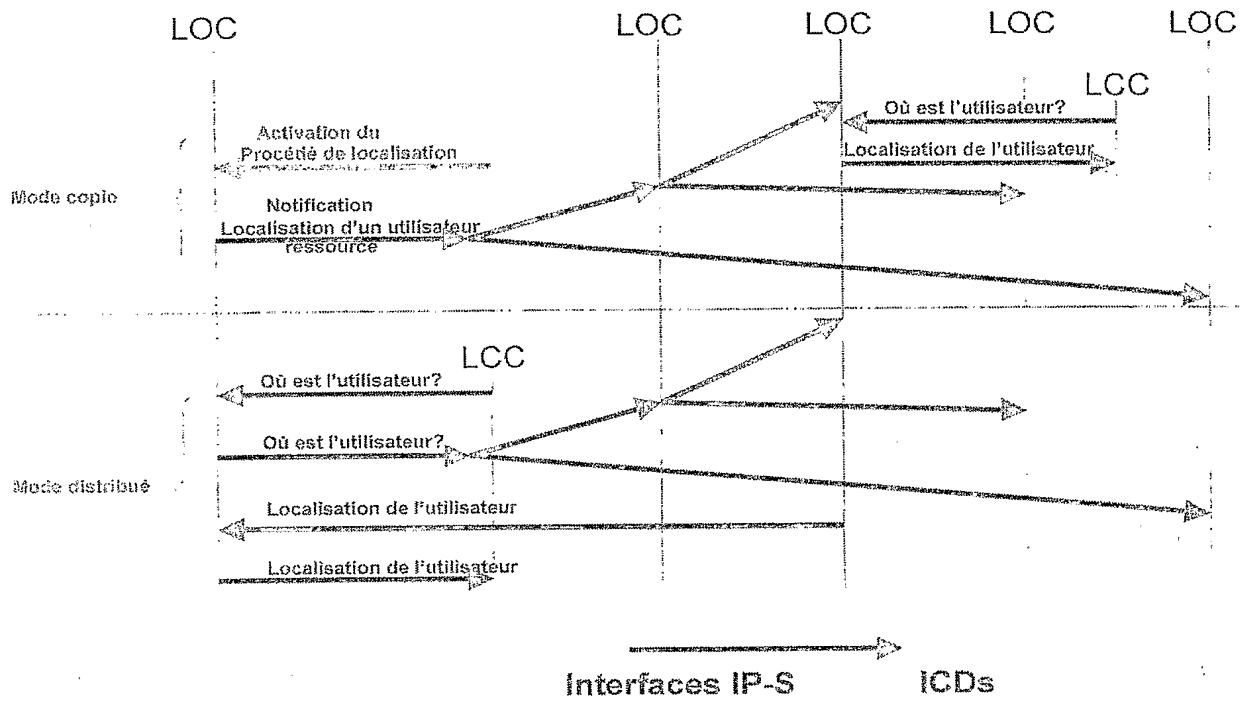 LOC
LOC
LOC
LOC
LOC
LCC
Où est l'utilisateur?
Activation du
Procédé de localisation
Localisation de l'utilisateur
Mode copie
Notification
Localisation d'un utilisateur
ressource
LCC
Où est l'utilisateur?
Où est l'utilisateur?
Mode distribué
Localisation de l'utilisateur
Localisation de l'utilisateur
Interfaces IP-S
ICDs